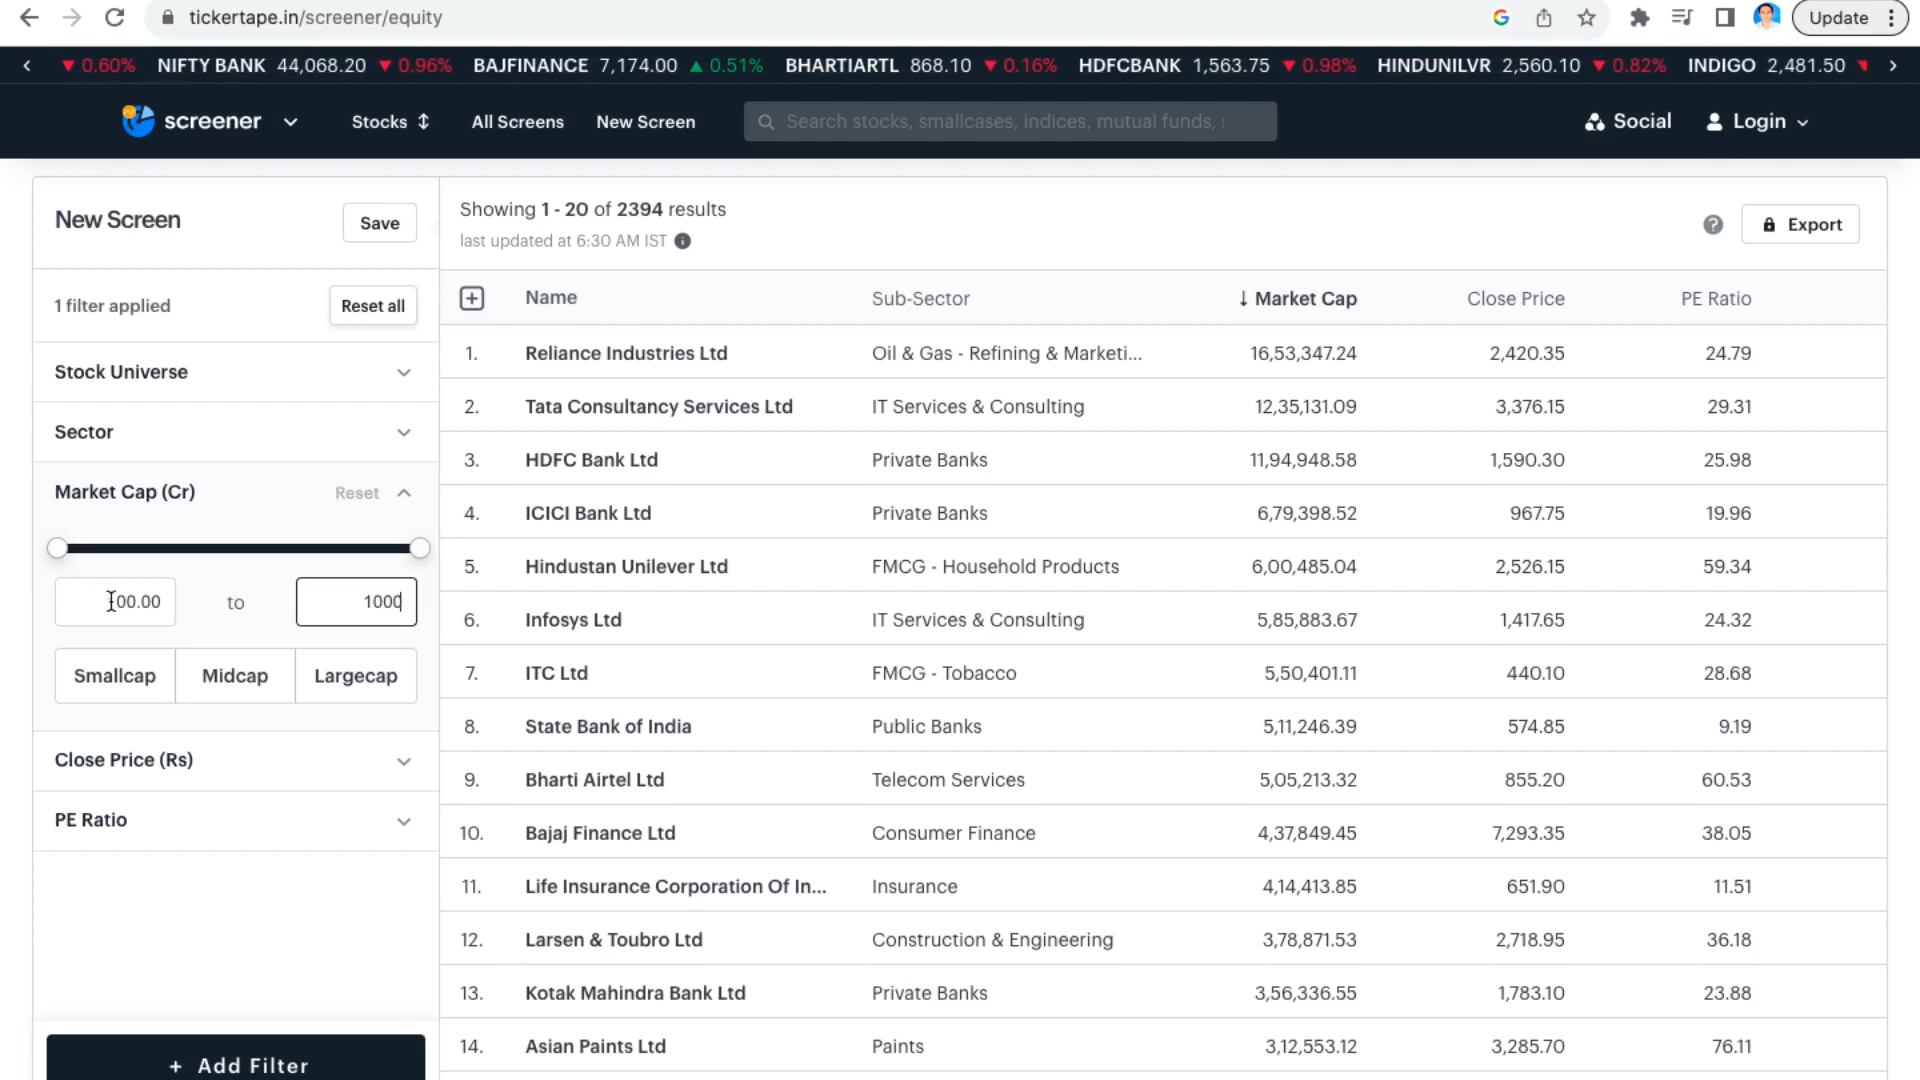 tickertape.in/screener/equity
Update
0.60% NIFTY BANK 44,068.20 ▼ 0.96% BAJFINANCE 7,174.00 ▲ 0.51% BHARTIARTL 868.10 ▼ 0.16% HDFCBANK 1,563.75 ▼ 0.98% HINDUNILVR 2,560.10 ▼ 0.82% INDIGO 2,481.50
screener Stocks All Screens New Screen Search stocks, smallcases, indices, mutual funds, Social Login
New Screen Save
Showing 1 - 20 of 2394 results
last updated at 6:30 AM IST
Export
1 filter applied Reset all
Stock Universe
Sector
Market Cap (Cr) Reset
00.00 to 1000
Smallcap Midcap Largecap
Close Price (Rs)
PE Ratio
+ Add Filter
Name Sub-Sector ↓ Market Cap Close Price PE Ratio
1. Reliance Industries Ltd Oil & Gas - Refining & Marketi... 16,53,347.24 2,420.35 24.79
2. Tata Consultancy Services Ltd IT Services & Consulting 12,35,131.09 3,376.15 29.31
3. HDFC Bank Ltd Private Banks 11,94,948.58 1,590.30 25.98
4. ICICI Bank Ltd Private Banks 6,79,398.52 967.75 19.96
5. Hindustan Unilever Ltd FMCG - Household Products 6,00,485.04 2,526.15 59.34
6. Infosys Ltd IT Services & Consulting 5,85,883.67 1,417.65 24.32
7. ITC Ltd FMCG - Tobacco 5,50,401.11 440.10 28.68
8. State Bank of India Public Banks 5,11,246.39 574.85 9.19
9. Bharti Airtel Ltd Telecom Services 5,05,213.32 855.20 60.53
10. Bajaj Finance Ltd Consumer Finance 4,37,849.45 7,293.35 38.05
11. Life Insurance Corporation Of In... Insurance 4,14,413.85 651.90 11.51
12. Larsen & Toubro Ltd Construction & Engineering 3,78,871.53 2,718.95 36.18
13. Kotak Mahindra Bank Ltd Private Banks 3,56,336.55 1,783.10 23.88
14. Asian Paints Ltd Paints 3,12,553.12 3,285.70 76.11